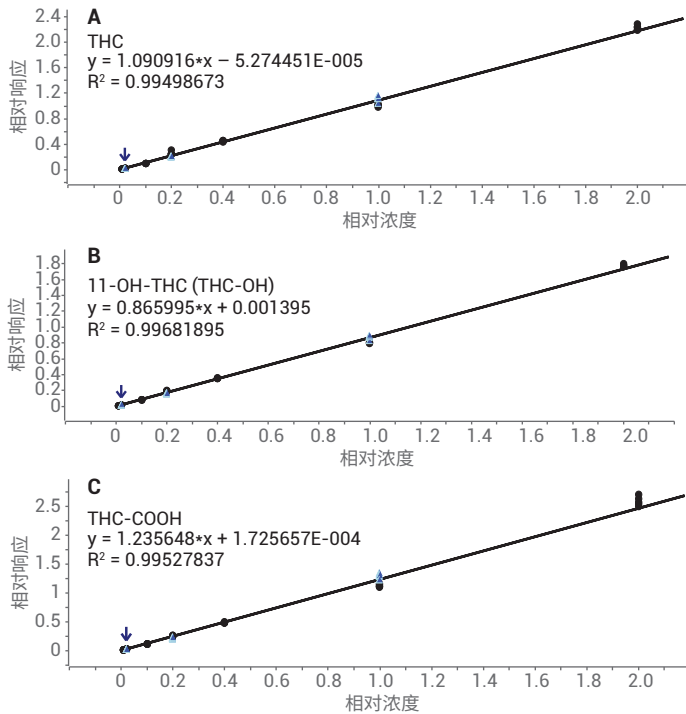 A
THC
y = 1.090916*x − 5.274451E-005
R² = 0.99498673
相对响应
2.4
2.0
1.6
1.2
0.8
0.4
0
0 0.2 0.4 0.6 0.8 1.0 1.2 1.4 1.6 1.8 2.0
相对浓度
B
11-OH-THC (THC-OH)
y = 0.865995*x + 0.001395
R² = 0.99681895
相对响应
1.8
1.6
1.4
1.2
1.0
0.8
0.6
0.4
0.2
0
0 0.2 0.4 0.6 0.8 1.0 1.2 1.4 1.6 1.8 2.0
相对浓度
C
THC-COOH
y = 1.235648*x + 1.725657E-004
R² = 0.99527837
相对响应
2.5
2
1.5
1
0.5
0
0 0.2 0.4 0.6 0.8 1.0 1.2 1.4 1.6 1.8 2.0
相对浓度